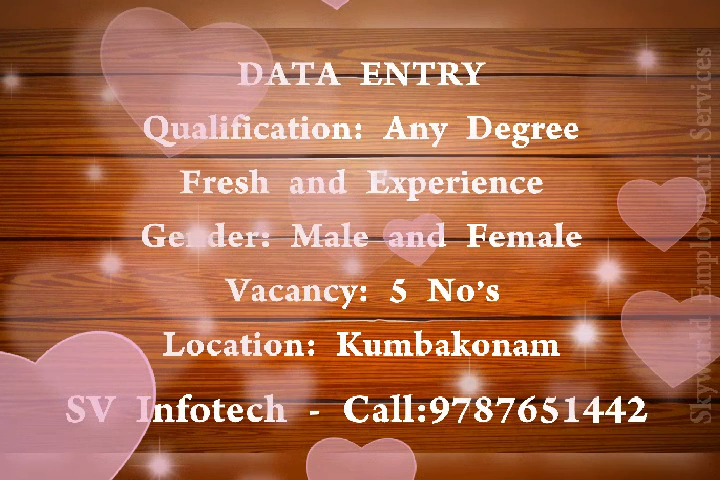 DATA ENTRY
Qualification: Any Degree
Fresh and Experience
Gender: Male and Female
Vacancy: 5 No's
Location: Kumbakonam
SV Infotech - Call:9787651442
Skyworld Employment Services